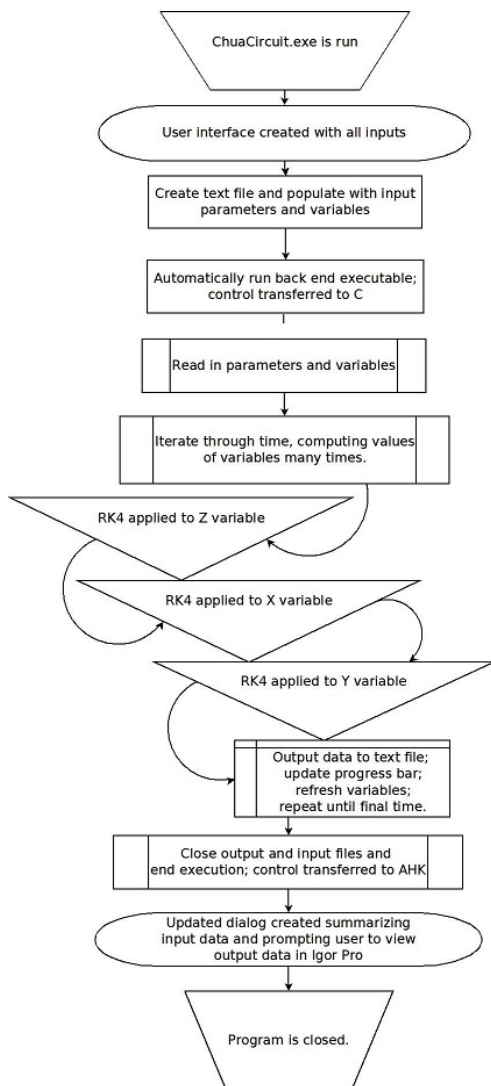 ChuaCircuit.exe is run
User interface created with all inputs
Create text file and populate with input
parameters and variables
Automatically run back end executable;
control transferred to C
Read in parameters and variables
Iterate through time, computing values
of variables many times.
RK4 applied to Z variable
RK4 applied to X variable
RK4 applied to Y variable
Output data to text file;
update progress bar;
refresh variables;
repeat until final time.
Close output and input files and
end execution; control transferred to AHK
Updated dialog created summarizing
input data and prompting user to view
output data in Igor Pro
Program is closed.